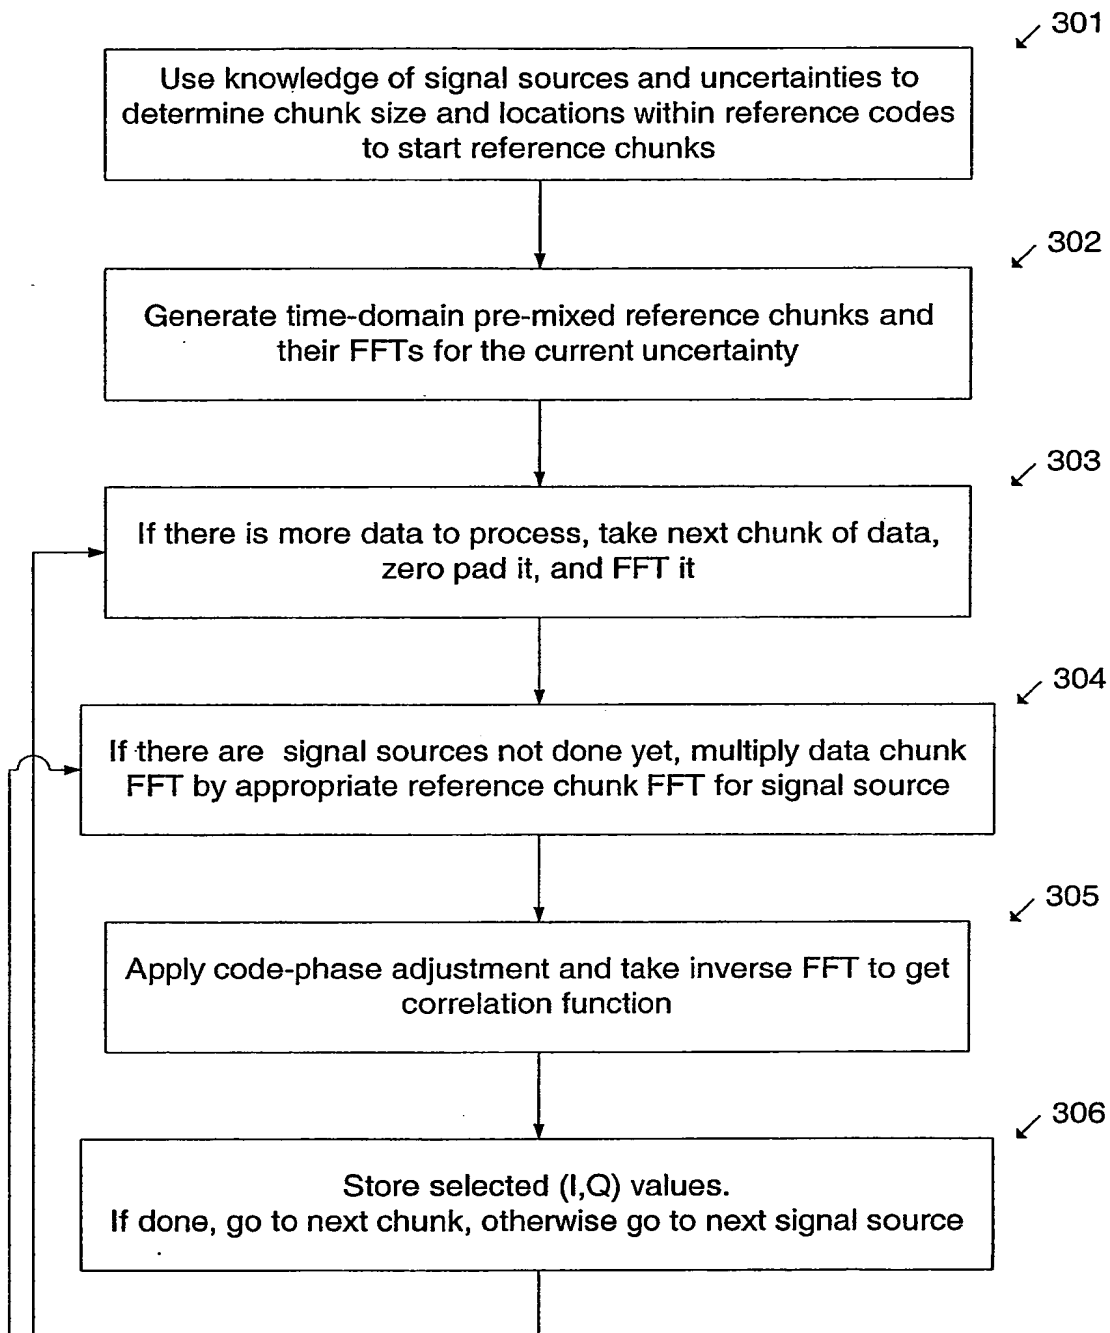 301
Use knowledge of signal sources and uncertainties to
determine chunk size and locations within reference codes
to start reference chunks
302
Generate time-domain pre-mixed reference chunks and
their FFTs for the current uncertainty
303
If there is more data to process, take next chunk of data,
zero pad it, and FFT it
304
If there are signal sources not done yet, multiply data chunk
FFT by appropriate reference chunk FFT for signal source
305
Apply code-phase adjustment and take inverse FFT to get
correlation function
306
Store selected (I,Q) values.
If done, go to next chunk, otherwise go to next signal source